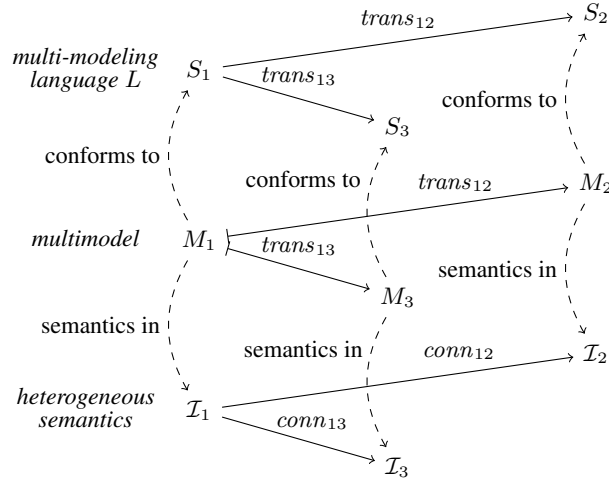 trans₁₂
S₂
multi-modeling
language L
S₁
trans₁₃
conforms to
S₃
conforms to
conforms to
trans₁₂
M₂
multimodel
M₁
trans₁₃
semantics in
M₃
semantics in
semantics in
conn₁₂
ℐ₂
heterogeneous
semantics
ℐ₁
conn₁₃
ℐ₃